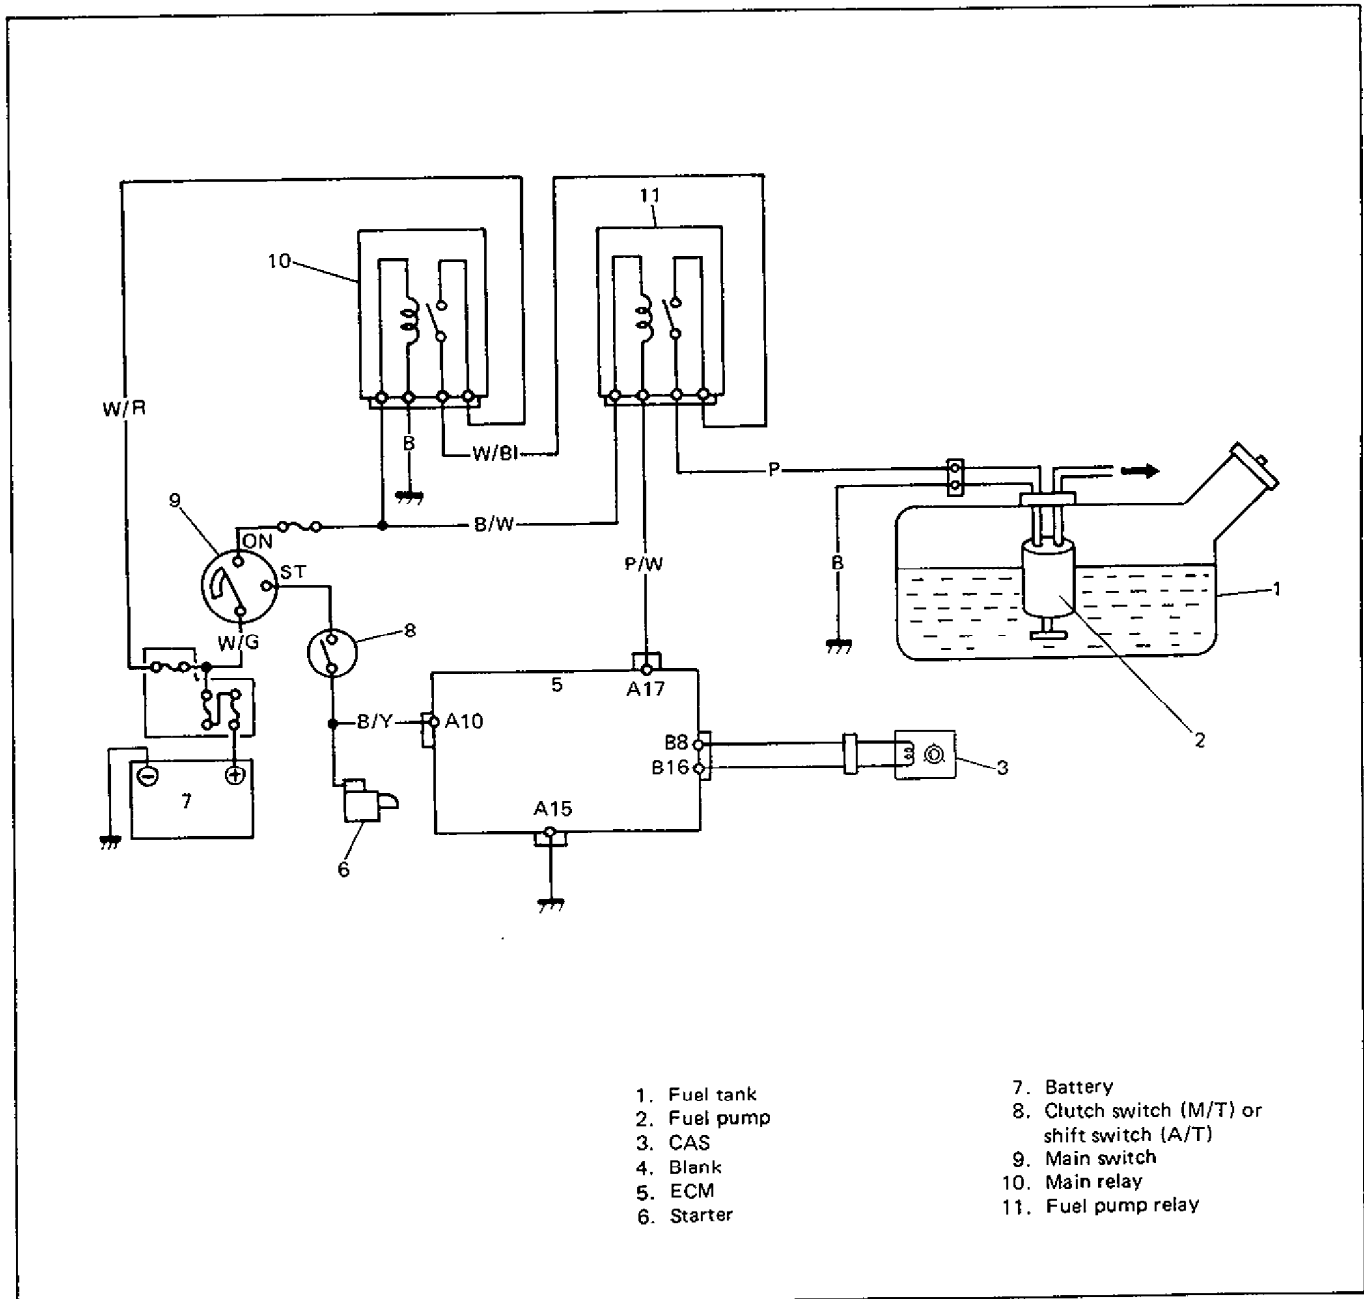 11
10
W/R
B
W/Bl
P
9
ON
B/W
ST
P/W
B
W/G
8
1
5
A17
B/Y
A10
B8
2
B16
3
7
A15
6
1. Fuel tank
2. Fuel pump
3. CAS
4. Blank
5. ECM
6. Starter
7. Battery
8. Clutch switch (M/T) or
shift switch (A/T)
9. Main switch
10. Main relay
11. Fuel pump relay